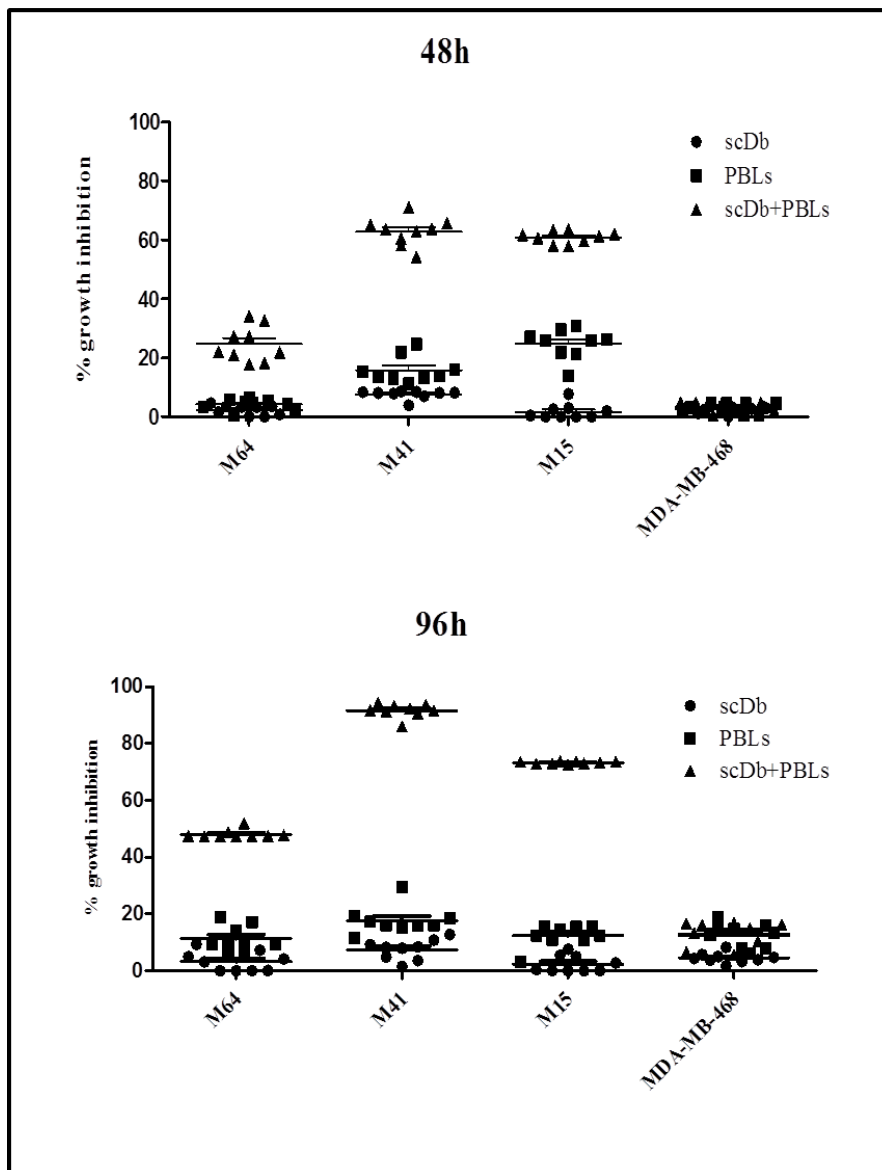 48h
100
80
60
40
20
0
% growth inhibition
scDb
PBLs
scDb+PBLs
M64
M41
M15
MDA-MB-468
96h
100
80
60
40
20
0
% growth inhibition
scDb
PBLs
scDb+PBLs
M64
M41
M15
MDA-MB-468